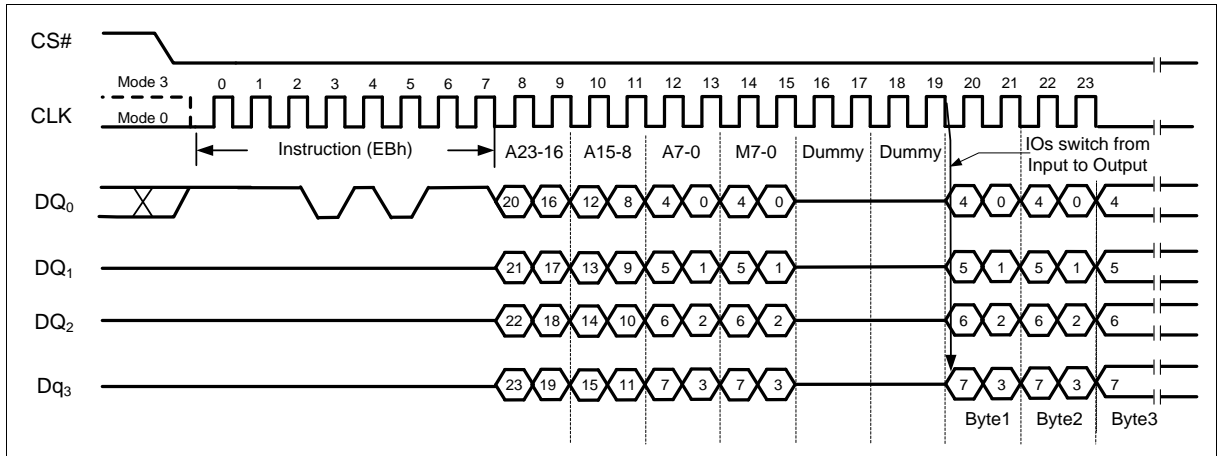 CS#
Mode 3
0 1 2 3 4 5 6 7 8 9 10 11 12 13 14 15 16 17 18 19 20 21 22 23
CLK
Mode 0
Instruction (EBh)
A23-16 A15-8 A7-0 M7-0 Dummy Dummy
IOs switch from
Input to Output
DQ0 20 16 12 8 4 0 4 0 4 0 4 0 4
DQ1 21 17 13 9 5 1 5 1 5 1 5 1 5
DQ2 22 18 14 10 6 2 6 2 6 2 6 2 6
Dq3 23 19 15 11 7 3 7 3 7 3 7 3 7
Byte1 Byte2 Byte3